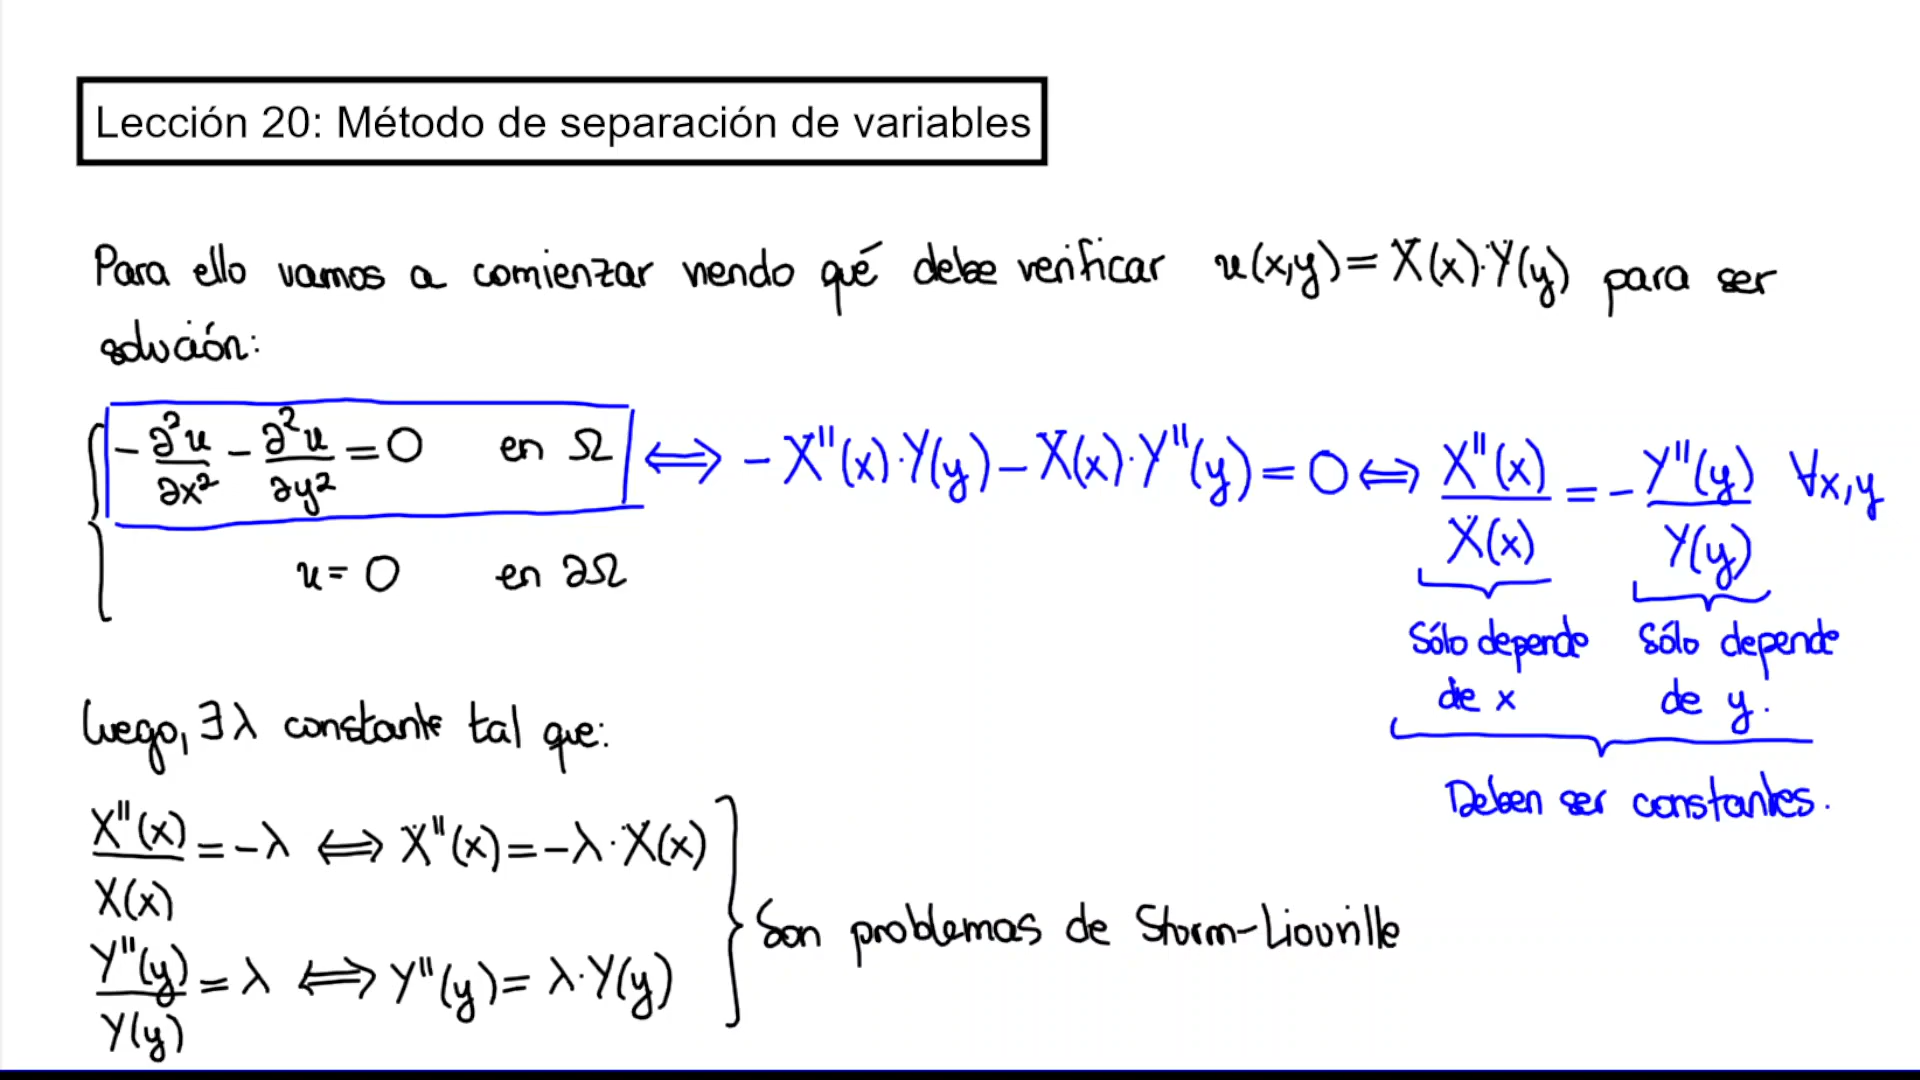 Lección 20: Método de separación de variables
Para ello vamos a comienzar viendo qué debe verificar u(x,y)=X(x)·Y(y) para ser
solución:
-∂²u/∂x² - ∂²u/∂y² = 0 en Ω ⟺ -X''(x)·Y(y) - X(x)·Y''(y) = 0 ⟺ X''(x)/X(x) = -Y''(y)/Y(y) ∀x,y
u = 0 en ∂Ω
Sólo depende de x
Sólo depende de y.
Deben ser constantes.
Luego, ∃ λ constante tal que:
X''(x)/X(x) = -λ ⟺ X''(x) = -λ·X(x)
Y''(y)/Y(y) = λ ⟺ Y''(y) = λ·Y(y)
Son problemas de Sturm-Liouville